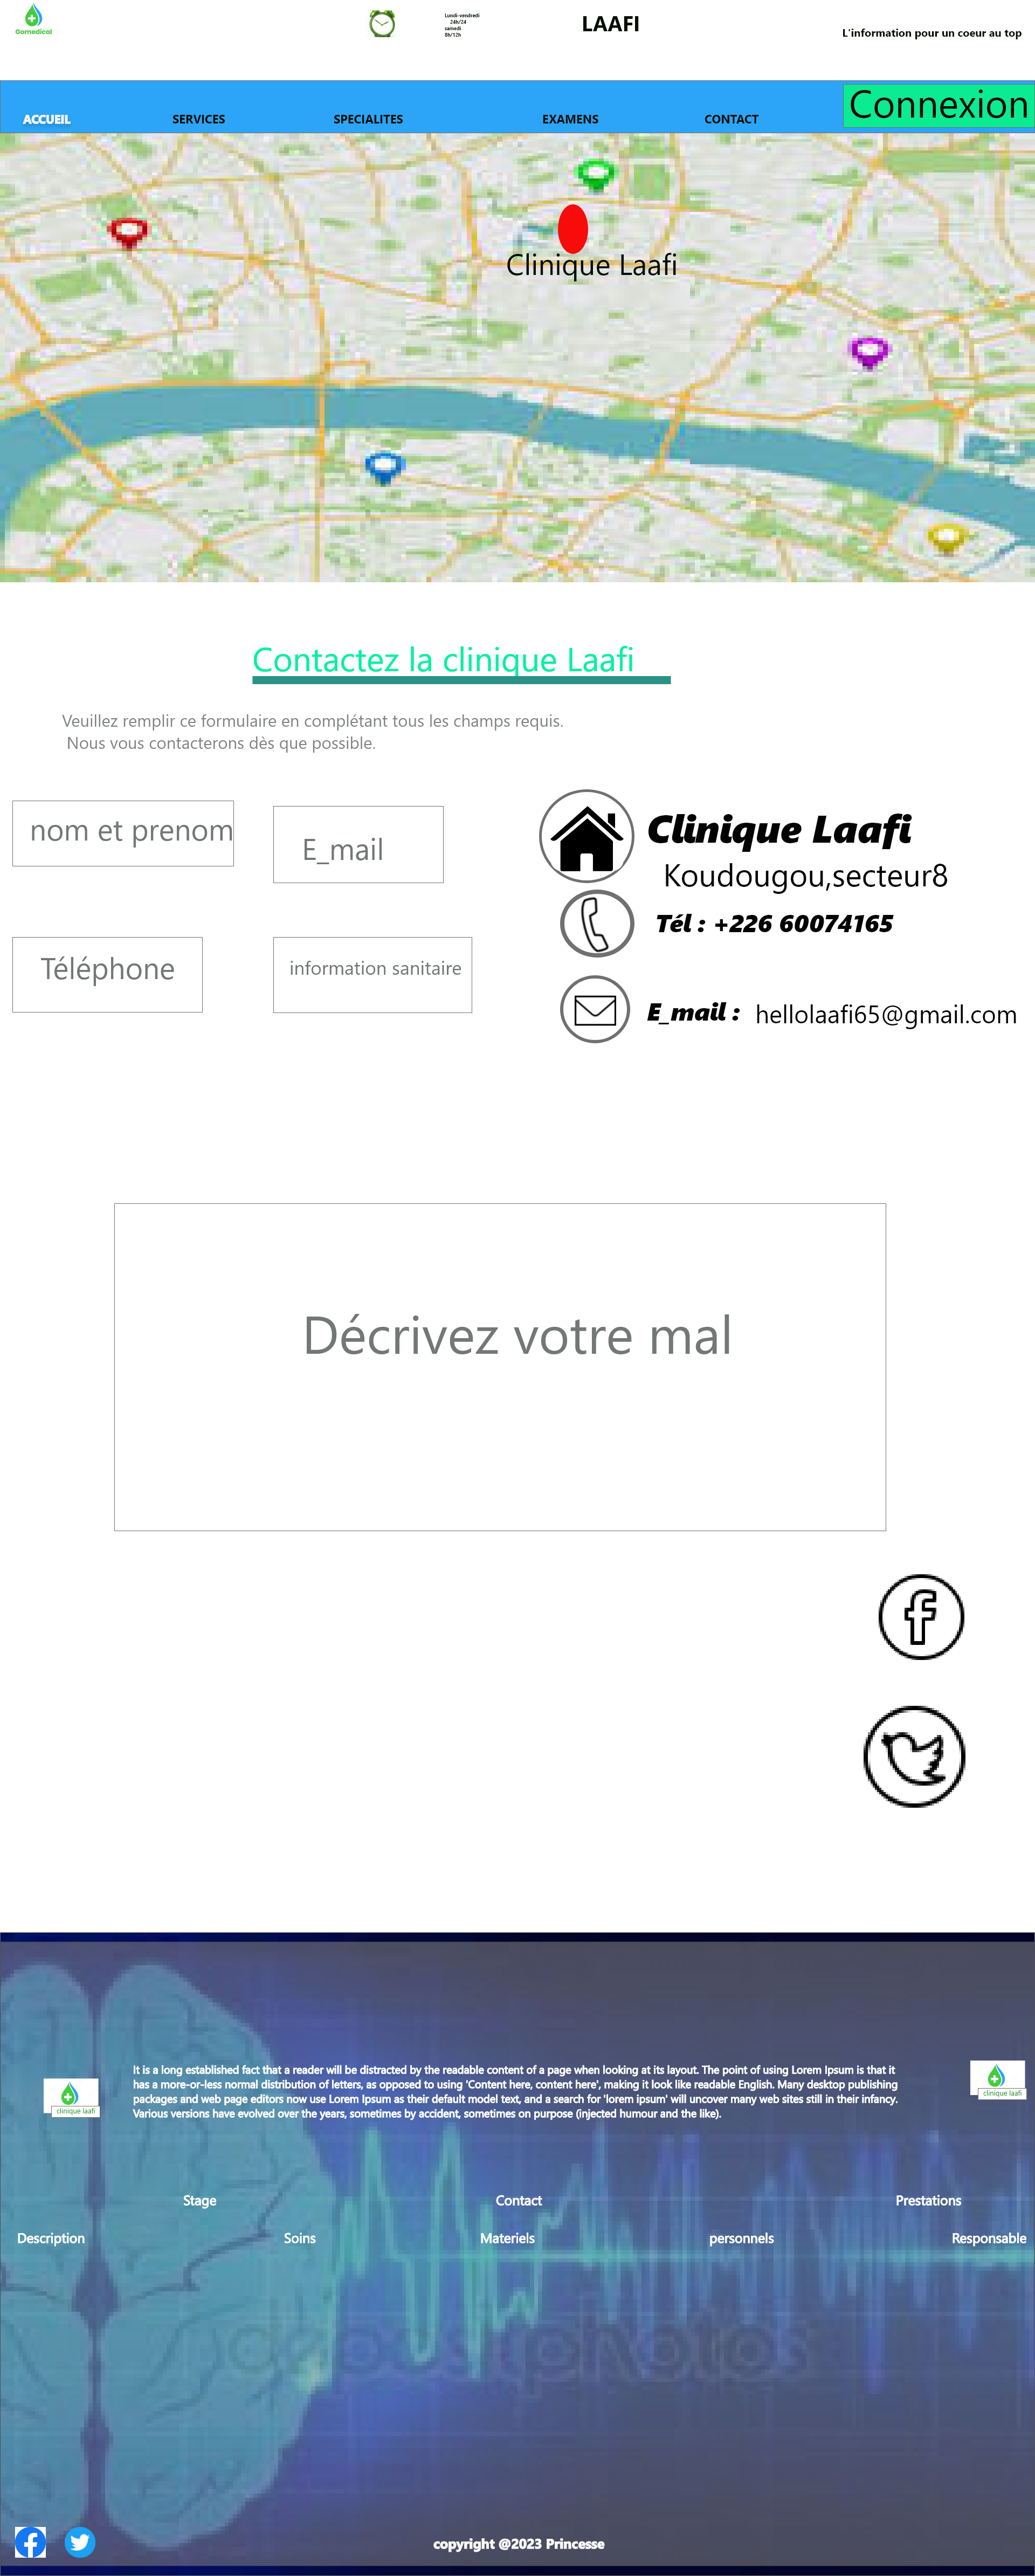 Gomedical
Lundi-vendredi
24h/24
samedi
8h/12h
LAAFI
L'information pour un coeur au top
ACCUEIL
SERVICES
SPECIALITES
EXAMENS
CONTACT
Connexion
Clinique Laafi
Contactez la clinique Laafi
Veuillez remplir ce formulaire en complétant tous les champs requis.
Nous vous contacterons dès que possible.
nom et prenom
E_mail
Téléphone
information sanitaire
Clinique Laafi
Koudougou,secteur8
Tél : +226 60074165
E_mail : hellolaafi65@gmail.com
Décrivez votre mal
clinique laafi
It is a long established fact that a reader will be distracted by the readable content of a page when looking at its layout. The point of using Lorem Ipsum is that it
has a more-or-less normal distribution of letters, as opposed to using 'Content here, content here', making it look like readable English. Many desktop publishing
packages and web page editors now use Lorem Ipsum as their default model text, and a search for 'lorem ipsum' will uncover many web sites still in their infancy.
Various versions have evolved over the years, sometimes by accident, sometimes on purpose (injected humour and the like).
clinique laafi
Stage
Contact
Prestations
Description
Soins
Materiels
personnels
Responsable
copyright @2023 Princesse